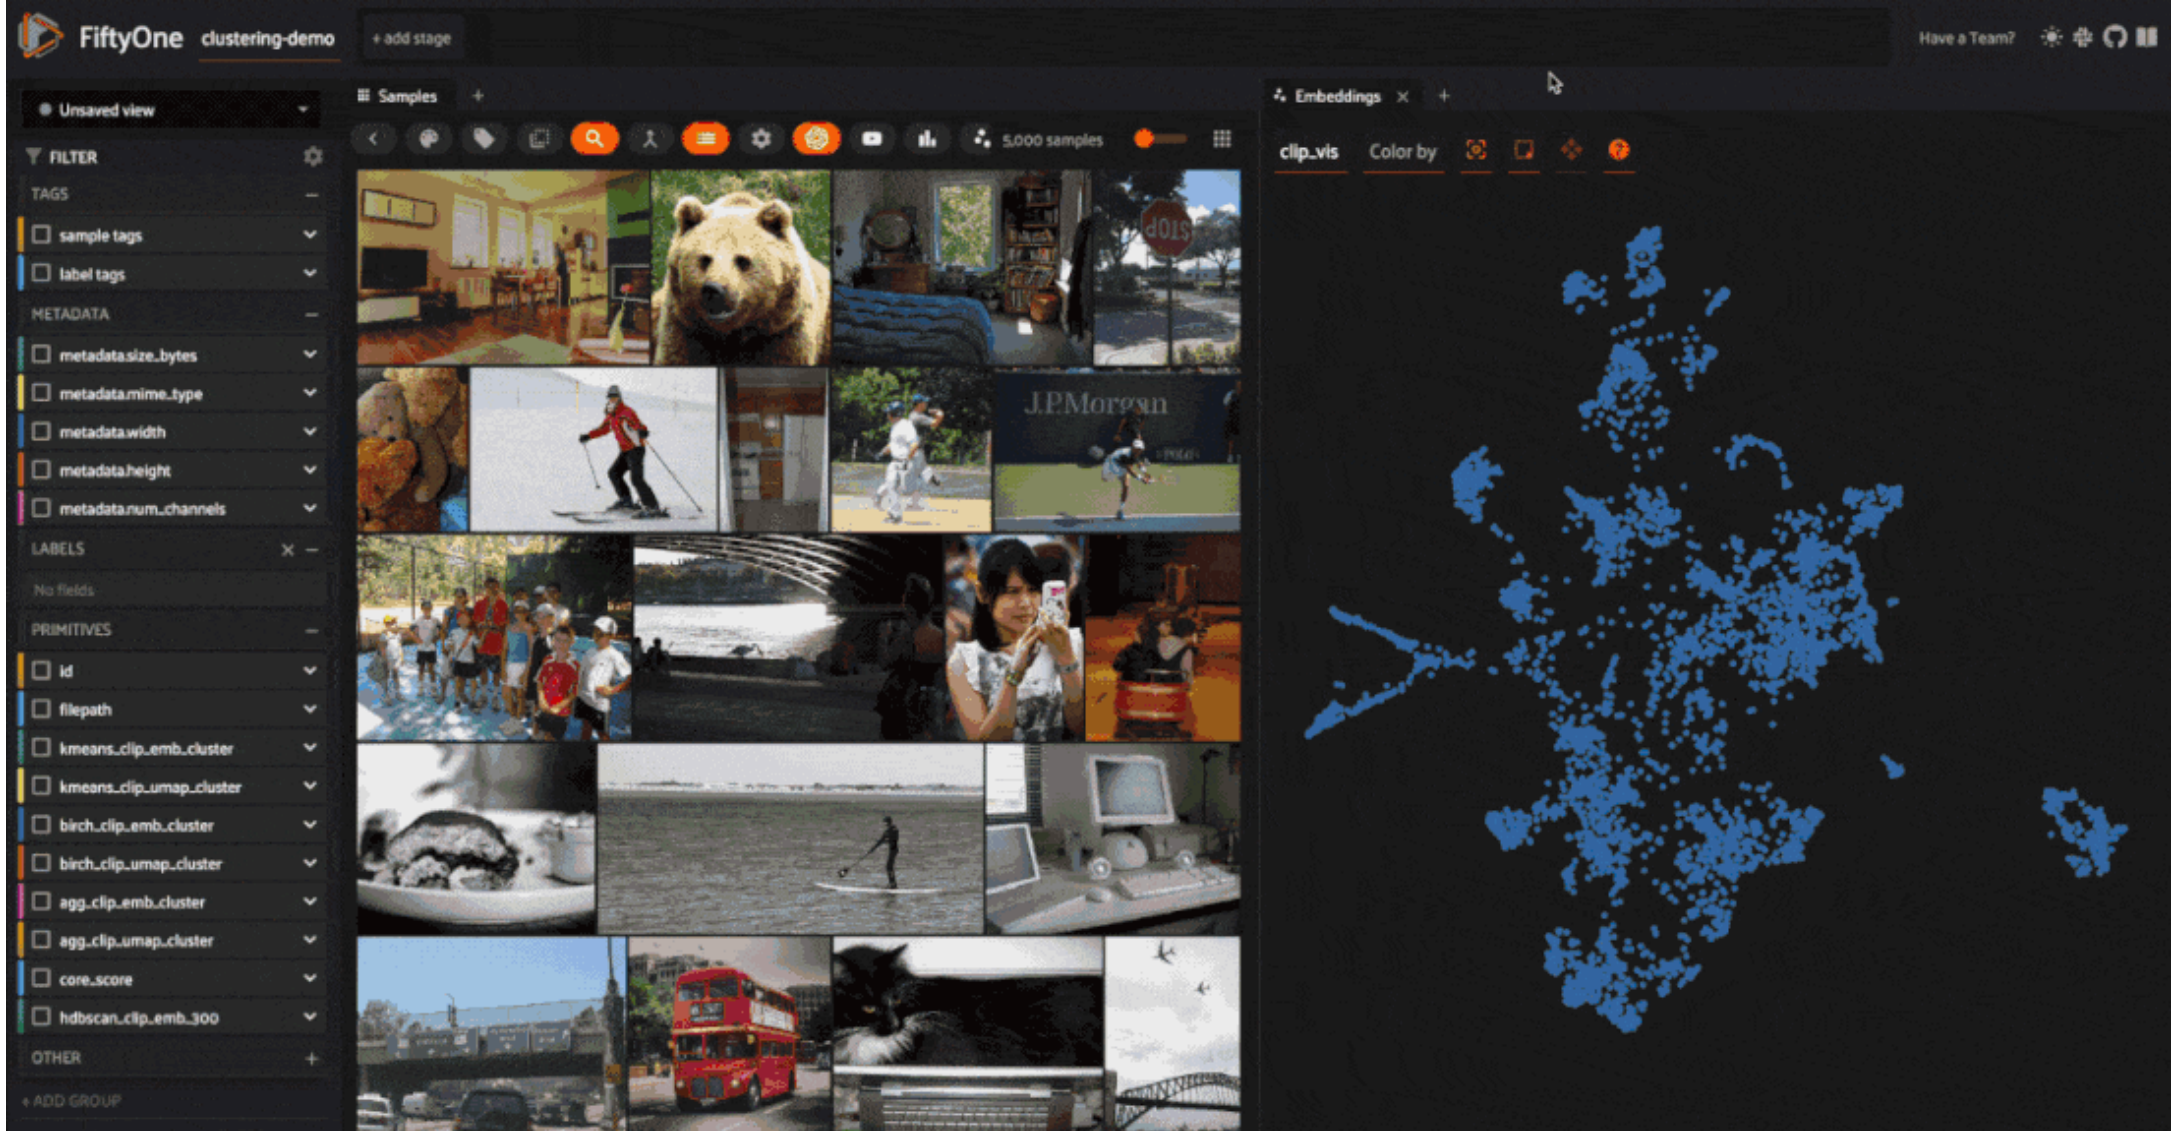 FiftyOne
clustering-demo
+ add stage
Have a Team?
Unsaved view
FILTER
TAGS
sample tags
label tags
METADATA
metadata.size_bytes
metadata.mime_type
metadata.width
metadata.height
metadata.num_channels
LABELS
No fields
PRIMITIVES
id
filepath
kmeans_clip_emb_cluster
kmeans_clip_umap_cluster
birch_clip_emb_cluster
birch_clip_umap_cluster
agg_clip_emb_cluster
agg_clip_umap_cluster
core_score
hdbscan_clip_emb_300
OTHER
+ ADD GROUP
Samples
+
5,000 samples
STOP
J.P.Morgan
Embeddings
+
clip_vis
Color by